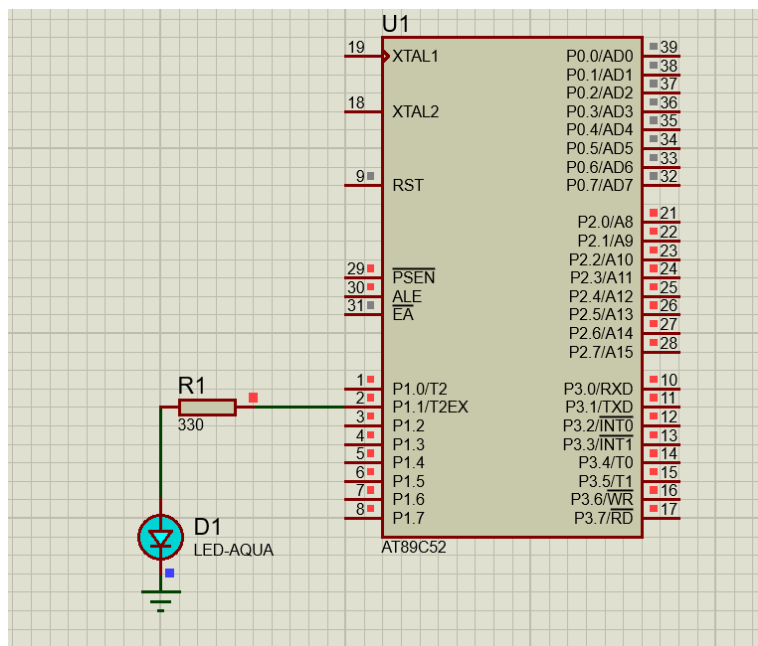 U1
19 XTAL1
18 XTAL2
9 RST
29 PSEN
30 ALE
31 EA
1 P1.0/T2
2 P1.1/T2EX
3 P1.2
4 P1.3
5 P1.4
6 P1.5
7 P1.6
8 P1.7
P0.0/AD0 39
P0.1/AD1 38
P0.2/AD2 37
P0.3/AD3 36
P0.4/AD4 35
P0.5/AD5 34
P0.6/AD6 33
P0.7/AD7 32
P2.0/A8 21
P2.1/A9 22
P2.2/A10 23
P2.3/A11 24
P2.4/A12 25
P2.5/A13 26
P2.6/A14 27
P2.7/A15 28
P3.0/RXD 10
P3.1/TXD 11
P3.2/INT0 12
P3.3/INT1 13
P3.4/T0 14
P3.5/T1 15
P3.6/WR 16
P3.7/RD 17
AT89C52
R1
330
D1
LED-AQUA